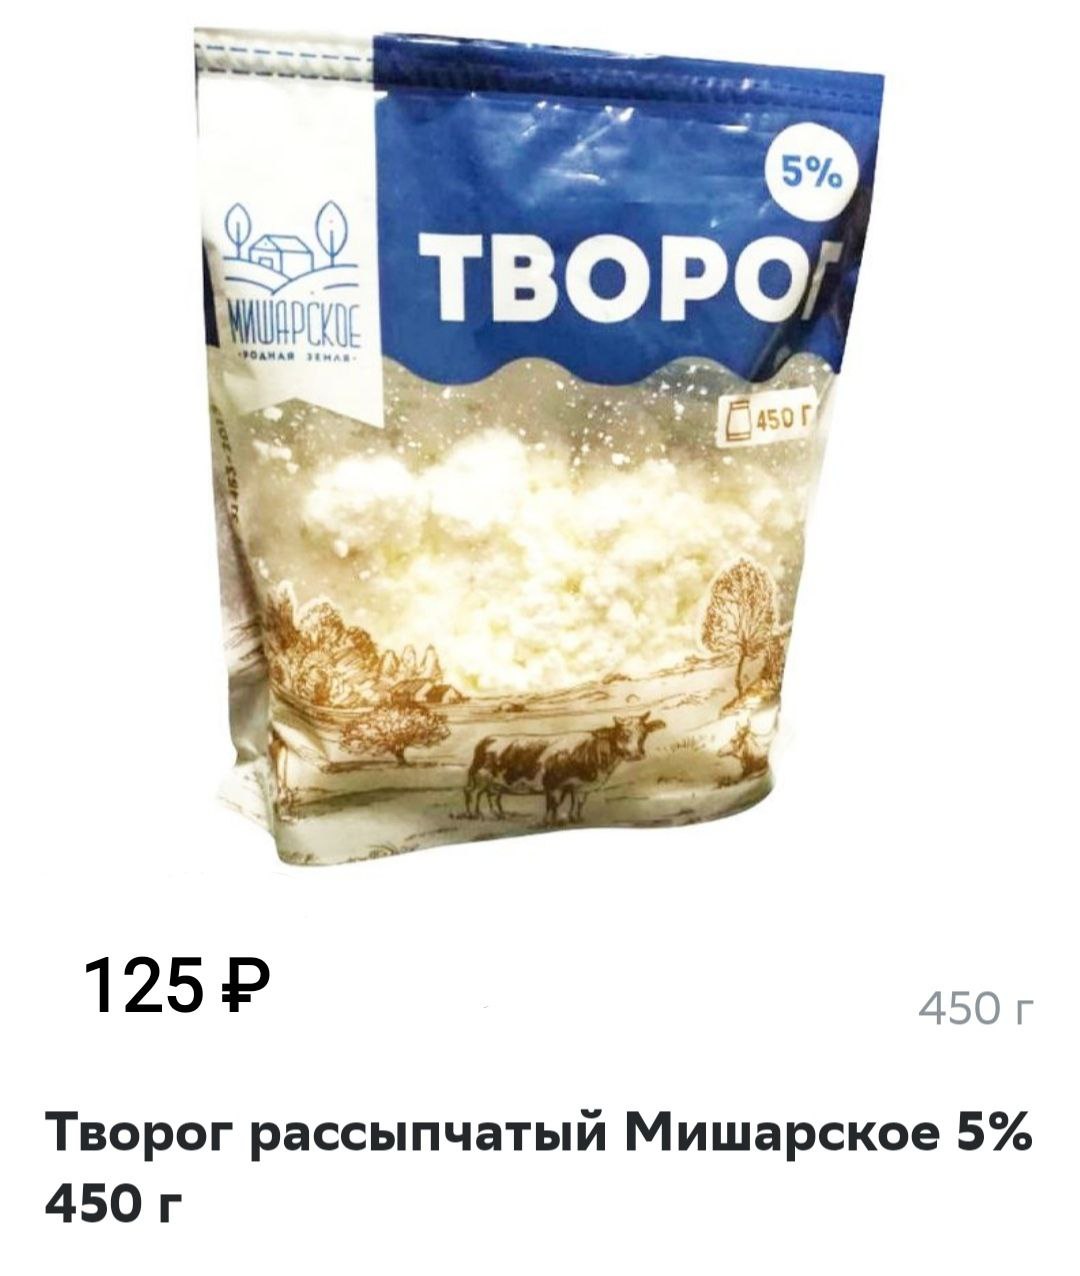 5%
ТВОРОГ
МИШАРСКОЕ
·РОДНАЯ ЗЕМЛЯ·
450 Г
125 ₽
450 г
Творог рассыпчатый Мишарское 5%
450 г